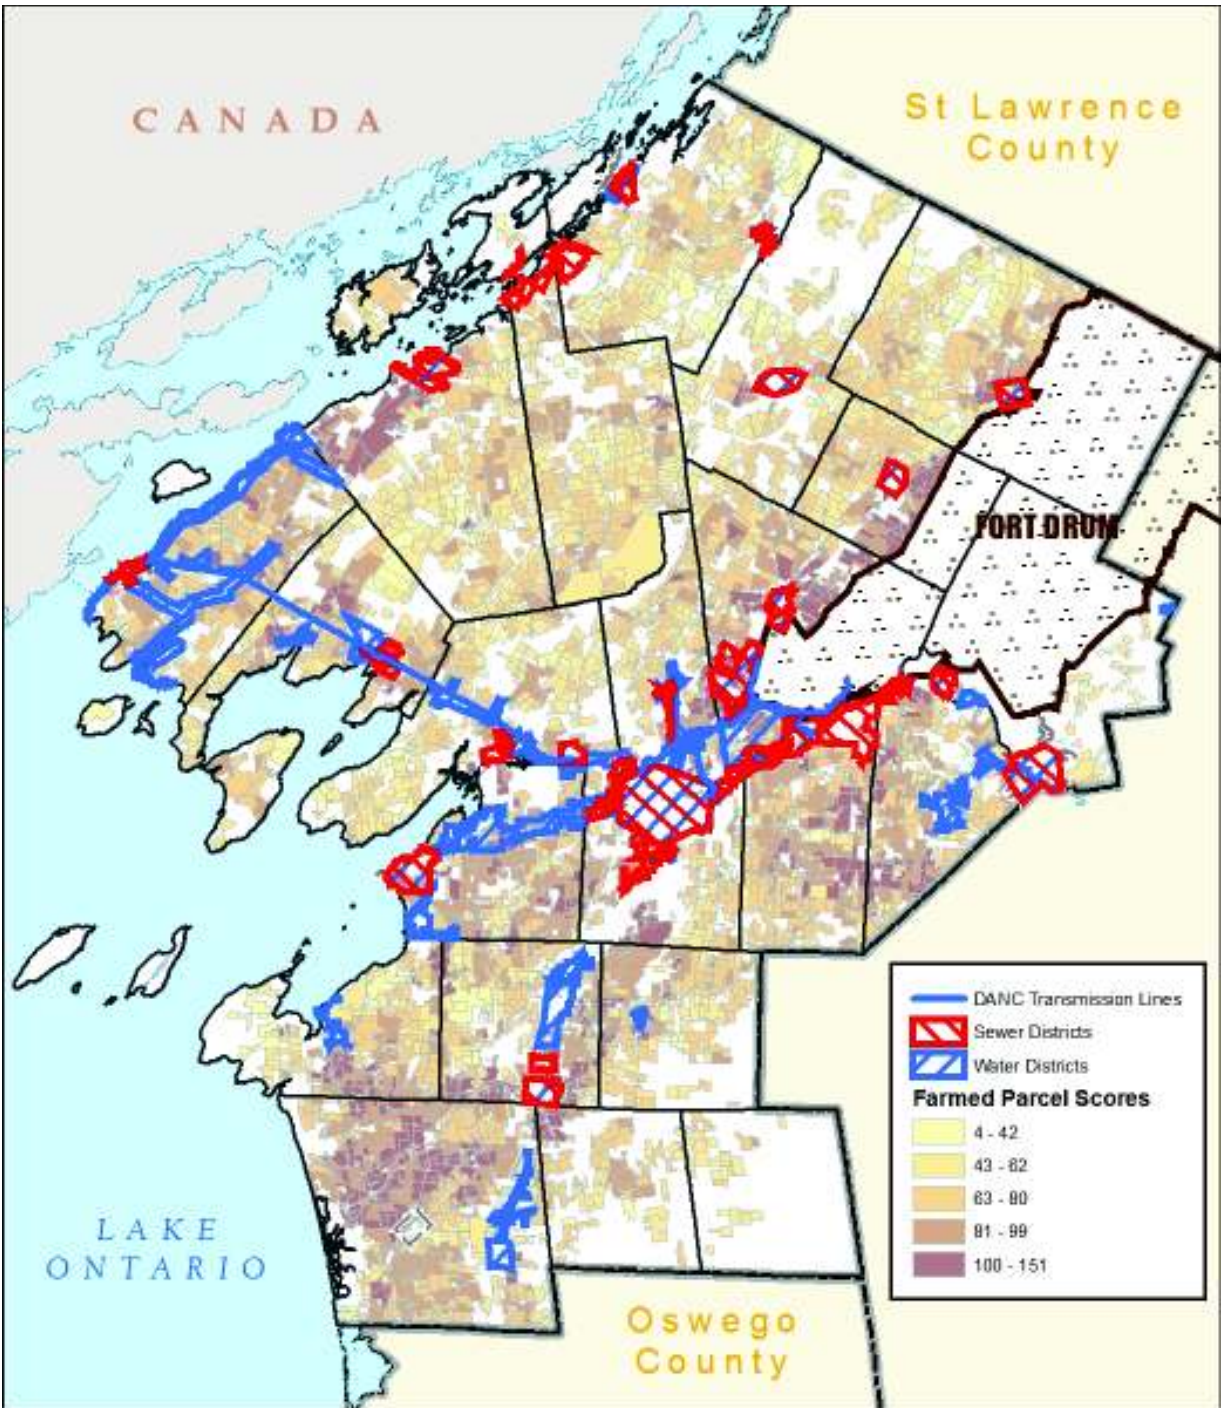 CANADA
St Lawrence
County
FORT DRUM
DANC Transmission Lines
Sewer Districts
Water Districts
Farmed Parcel Scores
4 - 42
43 - 62
63 - 80
81 - 99
100 - 151
LAKE
ONTARIO
Oswego
County